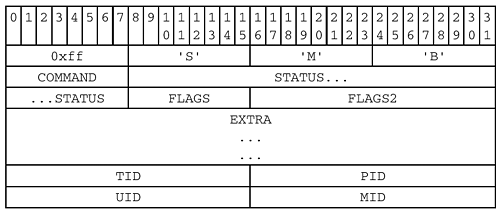 0 1 2 3 4 5 6 7 8 9 10 11 12 13 14 15 16 17 18 19 20 21 22 23 24 25 26 27 28 29 30 31
0xff 'S' 'M' 'B'
COMMAND STATUS...
...STATUS FLAGS FLAGS2
EXTRA
...
...
TID PID
UID MID